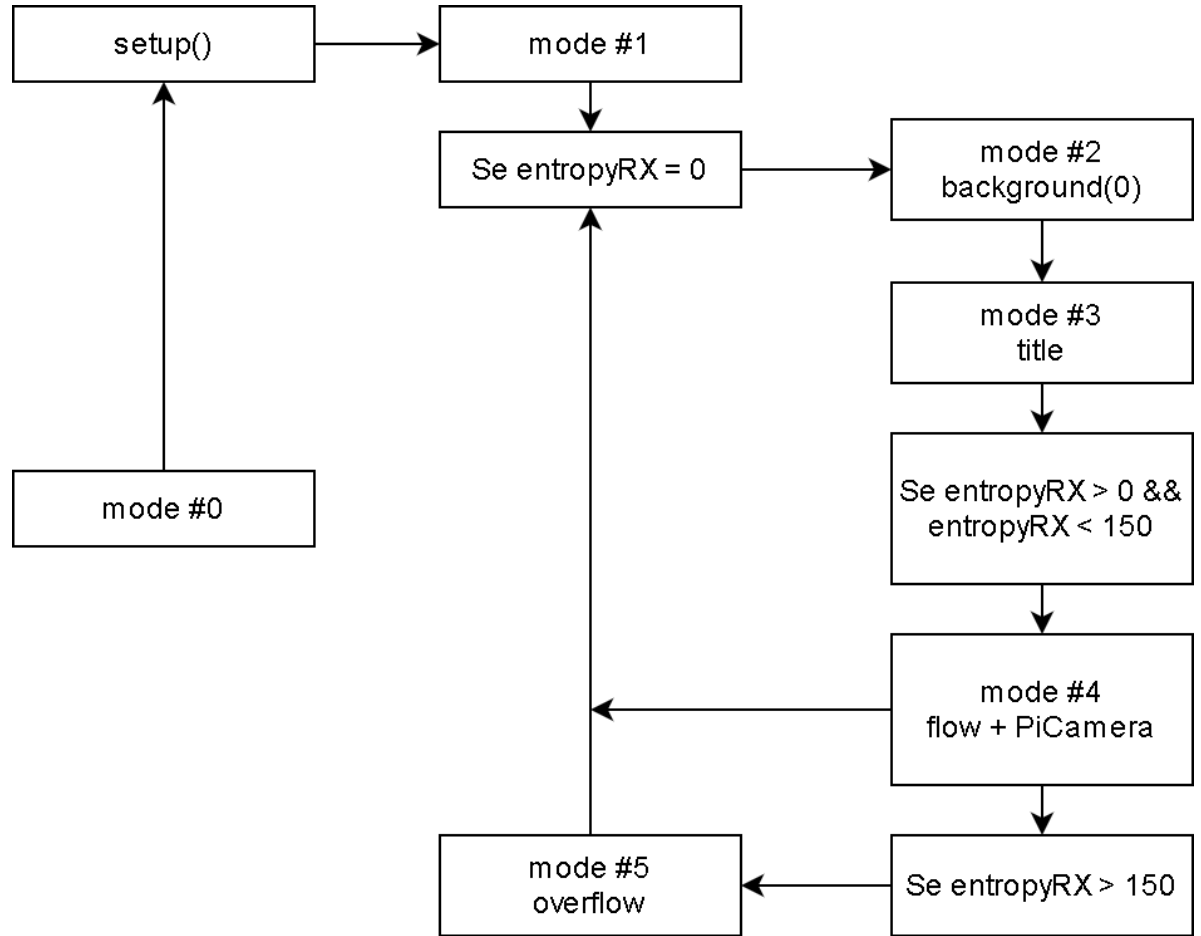 setup()
mode #1
Se entropyRX = 0
mode #2
background(0)
mode #3
title
mode #0
Se entropyRX > 0 &&
entropyRX < 150
mode #4
flow + PiCamera
mode #5
overflow
Se entropyRX > 150